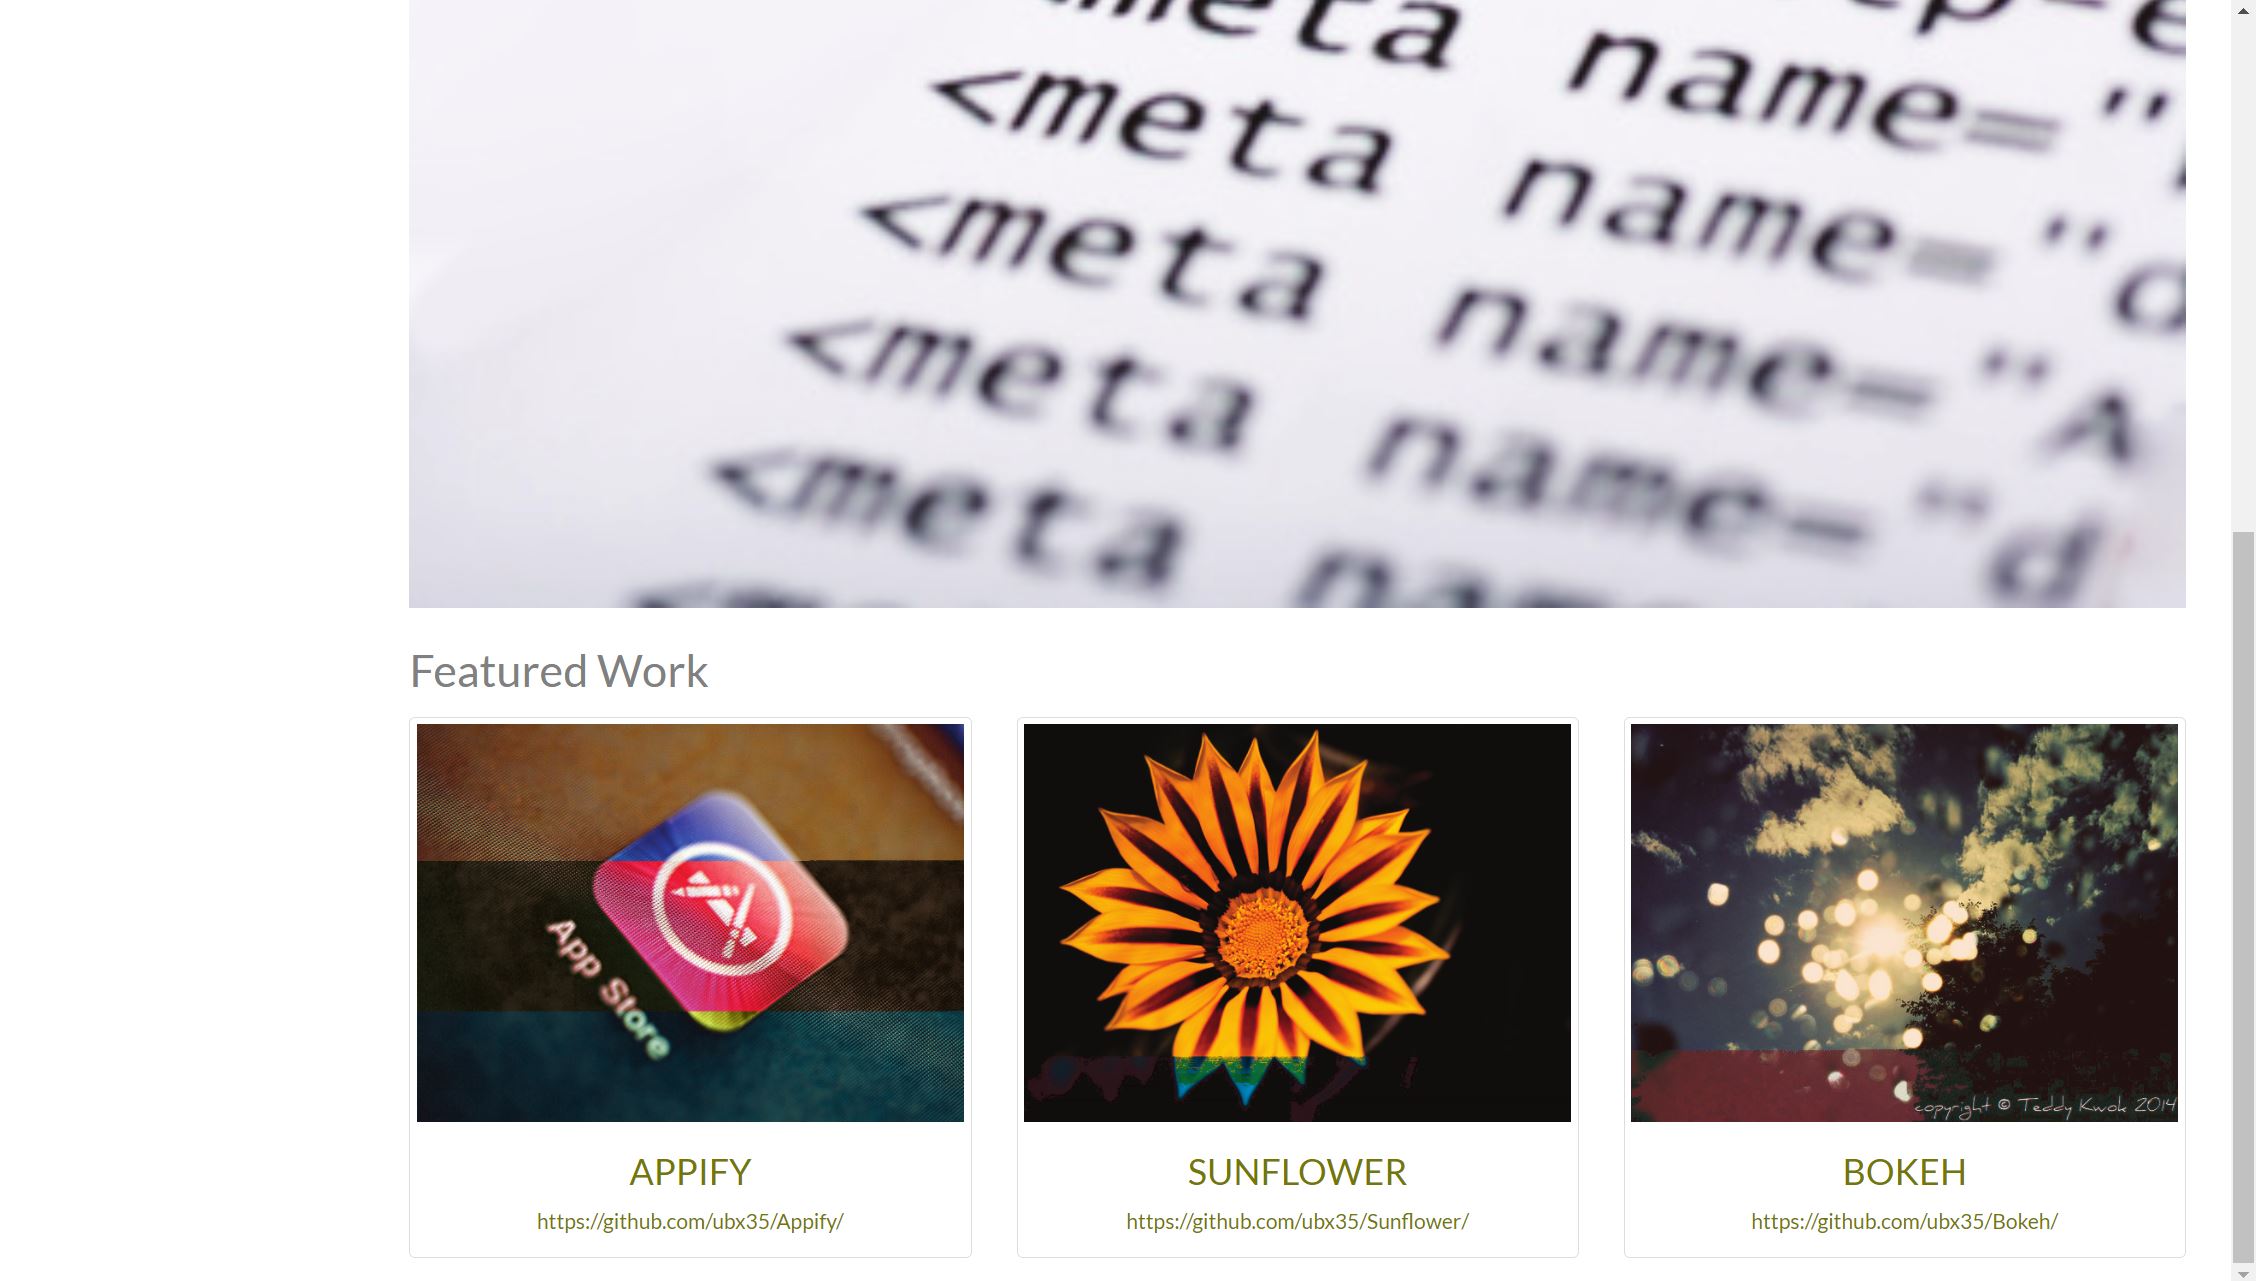 <meta name="
<meta name="d
<meta name="A
<meta name="d
Featured Work
App Store
copyright © Teddy Kwok 2014
APPIFY
https://github.com/ubx35/Appify/
SUNFLOWER
https://github.com/ubx35/Sunflower/
BOKEH
https://github.com/ubx35/Bokeh/